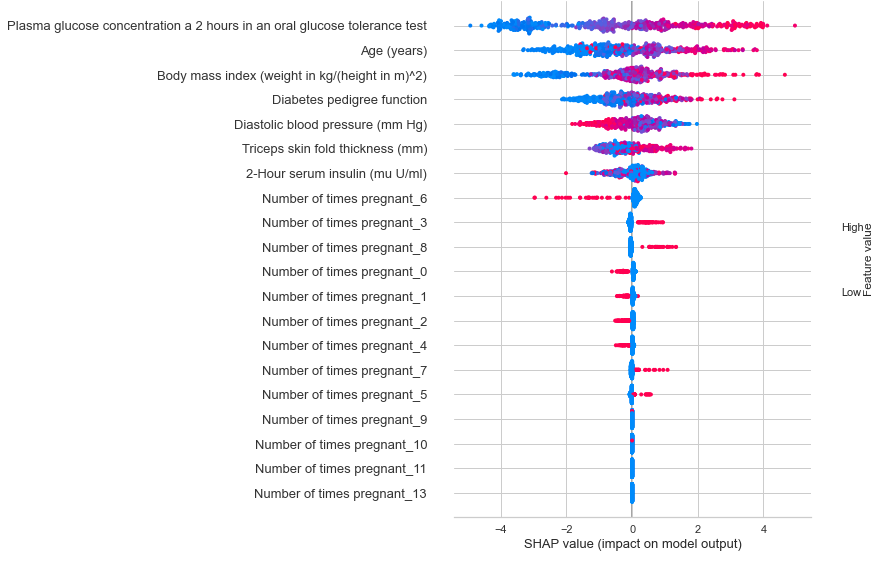 Plasma glucose concentration a 2 hours in an oral glucose tolerance test
Age (years)
Body mass index (weight in kg/(height in m)^2)
Diabetes pedigree function
Diastolic blood pressure (mm Hg)
Triceps skin fold thickness (mm)
2-Hour serum insulin (mu U/ml)
Number of times pregnant_6
Number of times pregnant_3
Number of times pregnant_8
Number of times pregnant_0
Number of times pregnant_1
Number of times pregnant_2
Number of times pregnant_4
Number of times pregnant_7
Number of times pregnant_5
Number of times pregnant_9
Number of times pregnant_10
Number of times pregnant_11
Number of times pregnant_13
−4 −2 0 2 4
SHAP value (impact on model output)
High
Low
Feature value